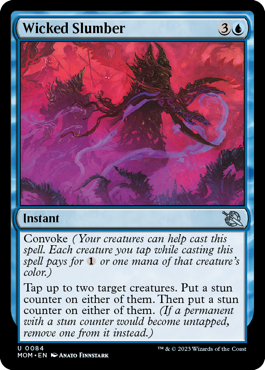 Wicked Slumber 3
Instant
Convoke (Your creatures can help cast this
spell. Each creature you tap while casting this
spell pays for 1 or one mana of that creature's
color.)
Tap up to two target creatures. Put a stun
counter on either of them. Then put a stun
counter on either of them. (If a permanent
with a stun counter would become untapped,
remove one from it instead.)
U 0084
MOM • EN ANATO FINNSTARK
™ & © 2023 Wizards of the Coast